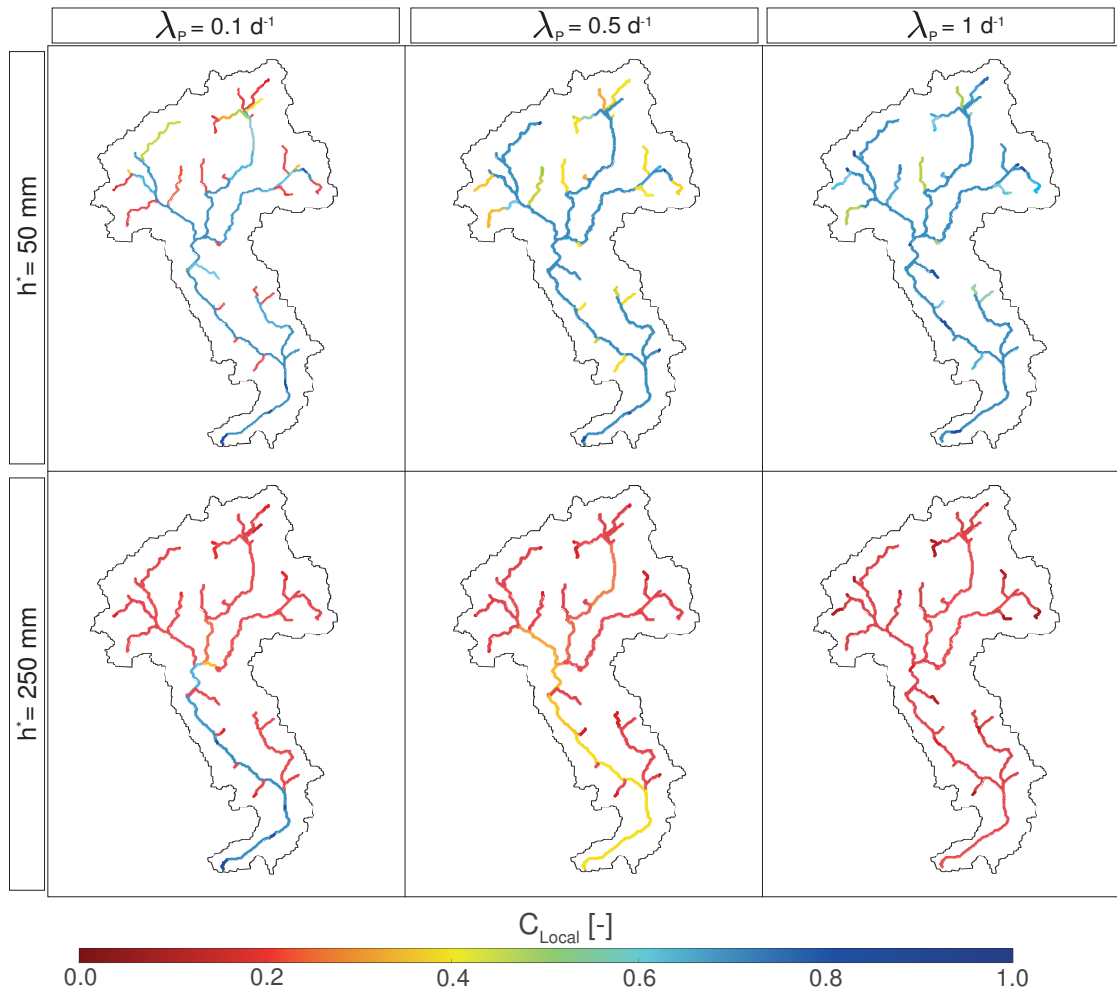 λP = 0.1 d-1
λP = 0.5 d-1
λP = 1 d-1
h* = 50 mm
h* = 250 mm
CLocal [-]
0.0 0.2 0.4 0.6 0.8 1.0